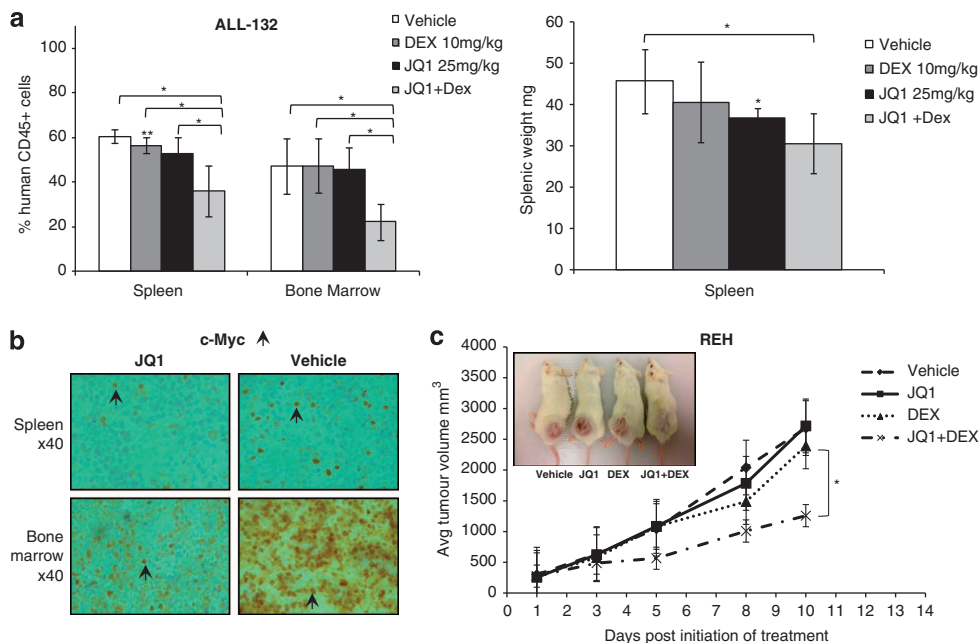 a
ALL-132
% human CD45+ cells
100
80
60
40
20
0
* * * ** * * *
Spleen
Bone Marrow
Vehicle
DEX 10mg/kg
JQ1 25mg/kg
JQ1+Dex
Splenic weight mg
60
50
40
30
20
10
0
*
*
Spleen
Vehicle
DEX 10mg/kg
JQ1 25mg/kg
JQ1 +Dex
b
c-Myc
JQ1
Vehicle
Spleen
x40
Bone
marrow
x40
c
REH
Avg tumour volume mm³
4000
3500
3000
2500
2000
1500
1000
500
0
Vehicle JQ1 DEX JQ1+DEX
Vehicle
JQ1
DEX
JQ1+DEX
*
0 1 2 3 4 5 6 7 8 9 10 11 12 13 14
Days post initiation of treatment